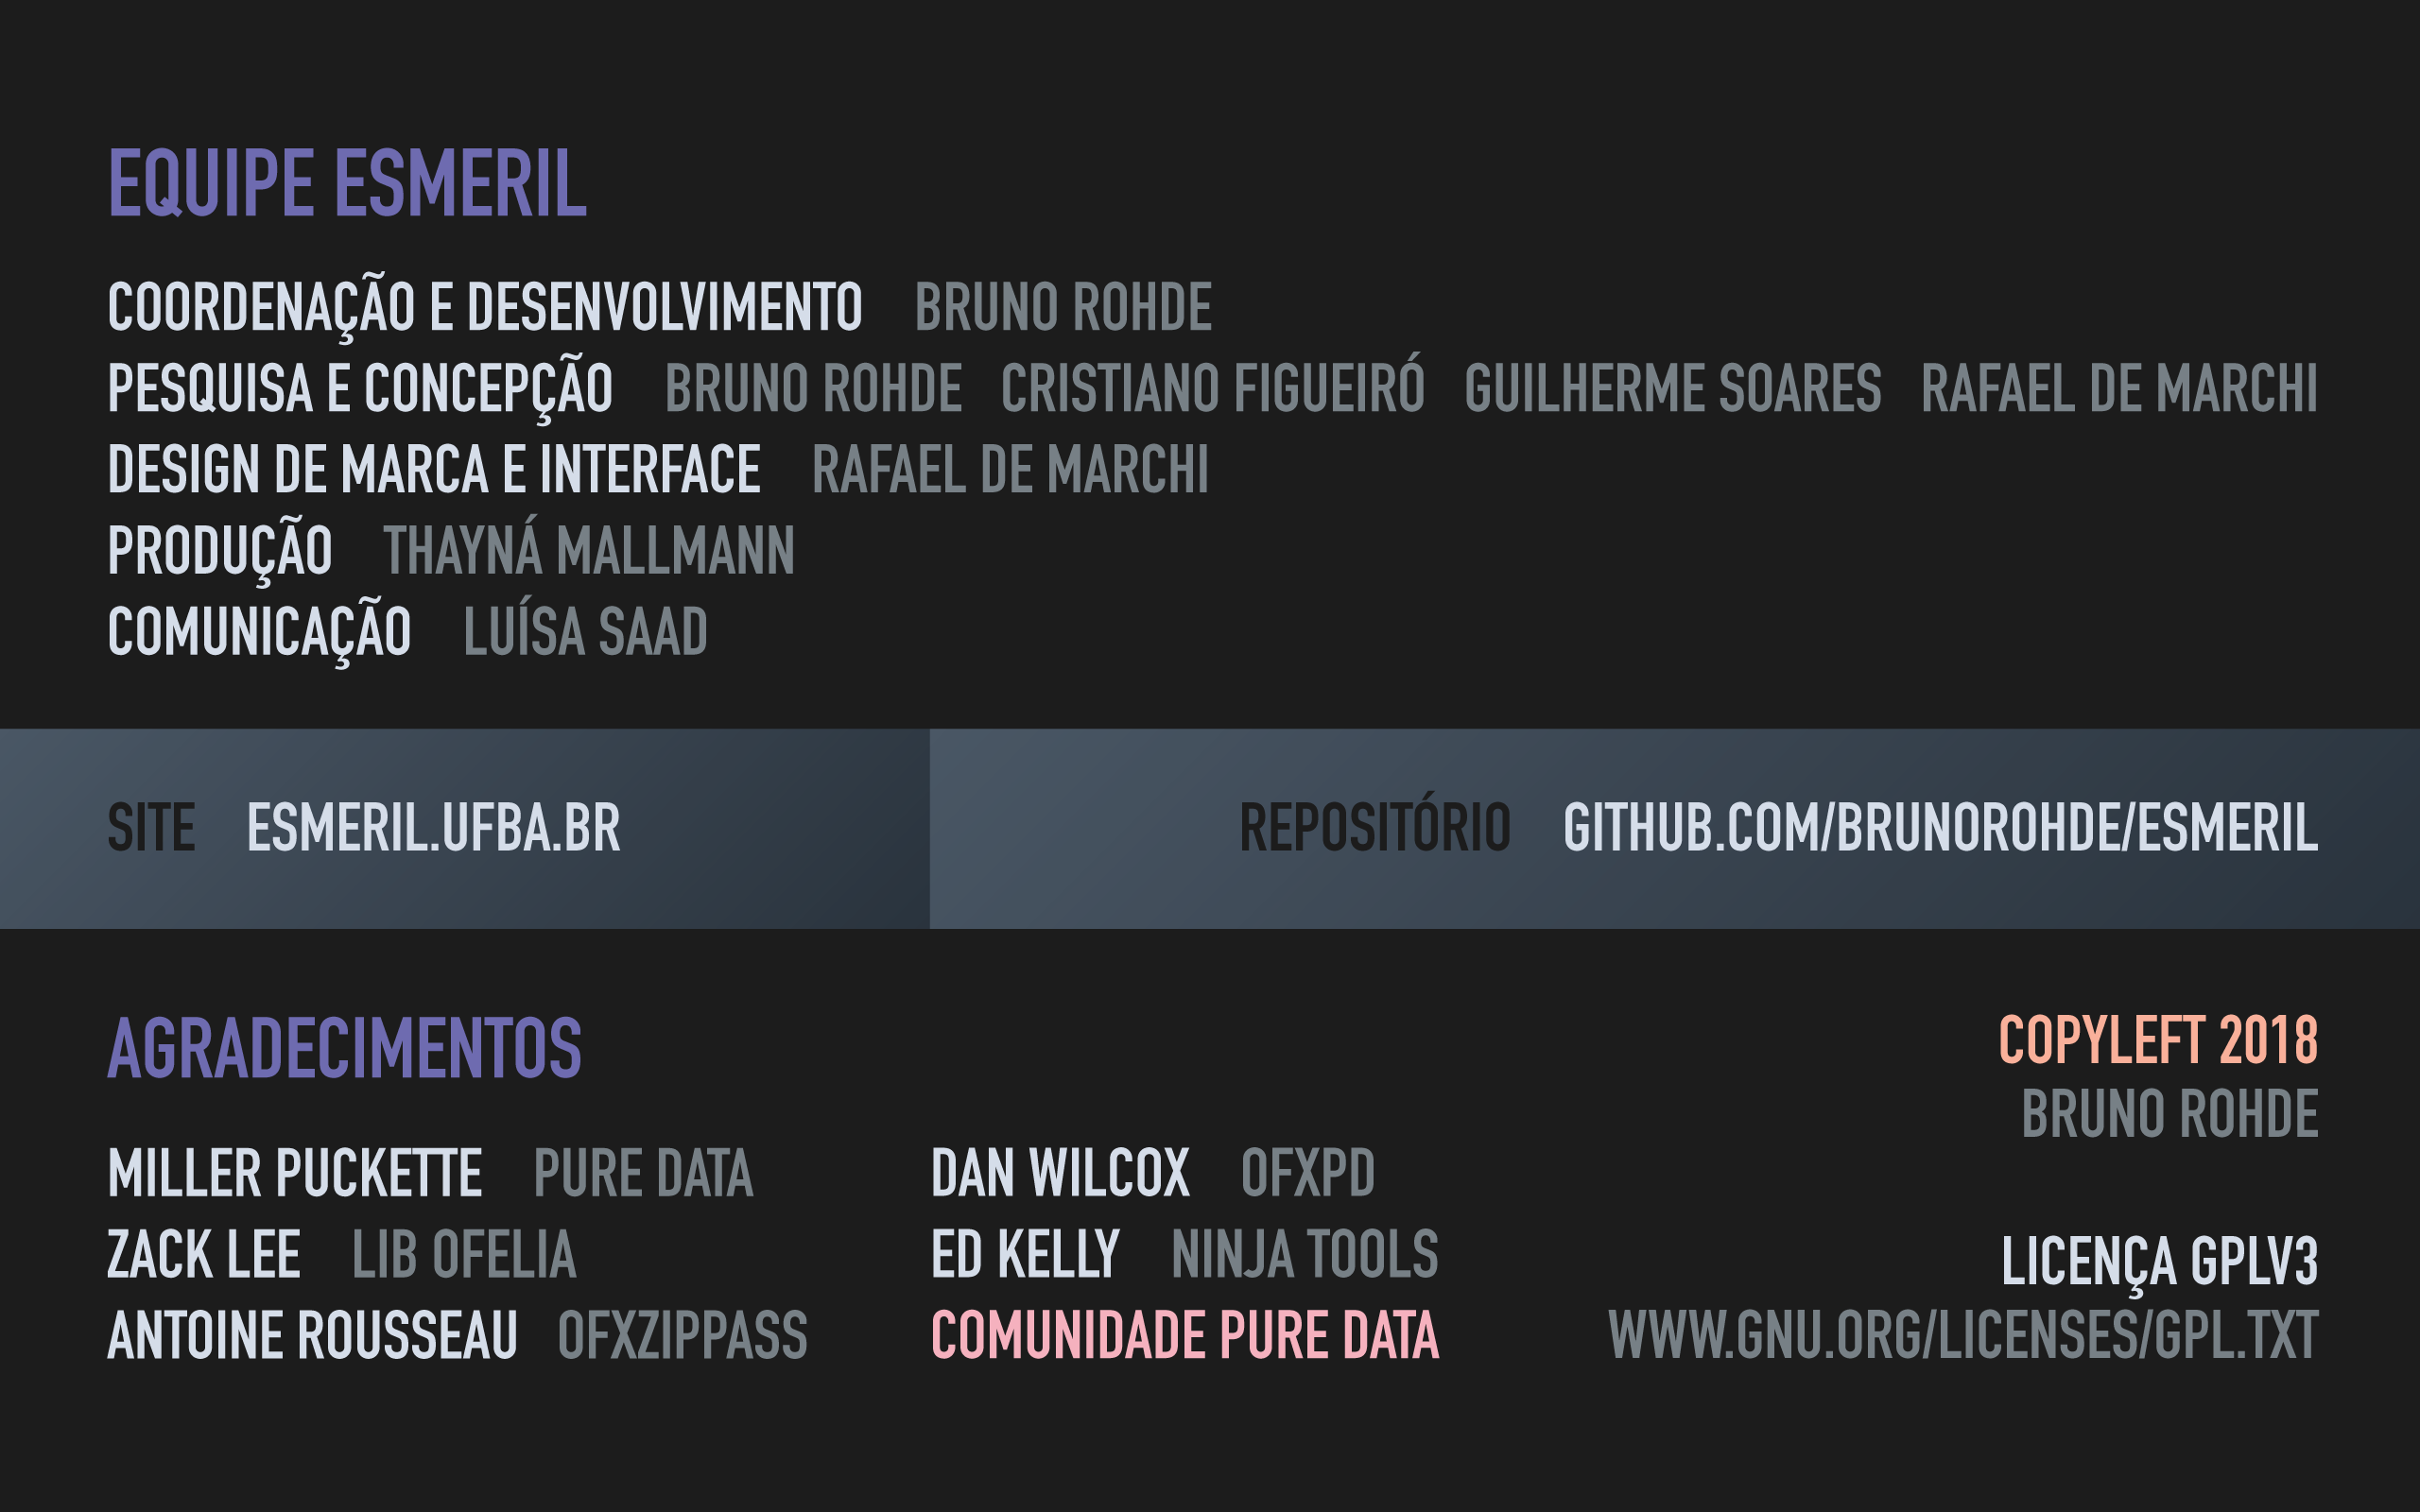 EQUIPE ESMERIL
COORDENAÇÃO E DESENVOLVIMENTO BRUNO ROHDE
PESQUISA E CONCEPÇÃO BRUNO ROHDE CRISTIANO FIGUEIRÓ GUILHERME SOARES RAFAEL DE MARCHI
DESIGN DE MARCA E INTERFACE RAFAEL DE MARCHI
PRODUÇÃO THAYNÁ MALLMANN
COMUNICAÇÃO LUÍSA SAAD
SITE ESMERIL.UFBA.BR
REPOSITÓRIO GITHUB.COM/BRUNOROHDE/ESMERIL
AGRADECIMENTOS
MILLER PUCKETTE PURE DATA
ZACK LEE LIB OFELIA
ANTOINE ROUSSEAU OFXZIPPASS
DAN WILCOX OFXPD
ED KELLY NINJA TOOLS
COMUNIDADE PURE DATA
COPYLEFT 2018
BRUNO ROHDE
LICENÇA GPLV3
WWW.GNU.ORG/LICENSES/GPL.TXT